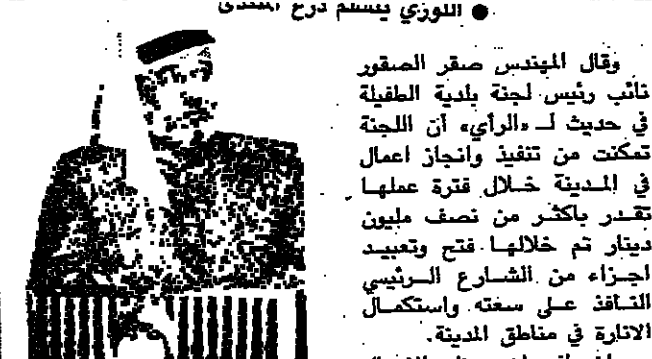 ● اللوزي يتسلم درع المنتدى
وقال المهندس صقر الصقور
نائب رئيس لجنة بلدية الطفيلة
في حديث لـ «الرأي» أن اللجنة
تمكنت من تنفيذ وانجاز اعمال
في المدينة خلال فترة عملها
تقدر باكثر من نصف مليون
دينار تم خلالها فتح وتعبيد
اجزاء من الشارع الرئيسي
النافذ على سعته واستكمال
الانارة في مناطق المدينة.